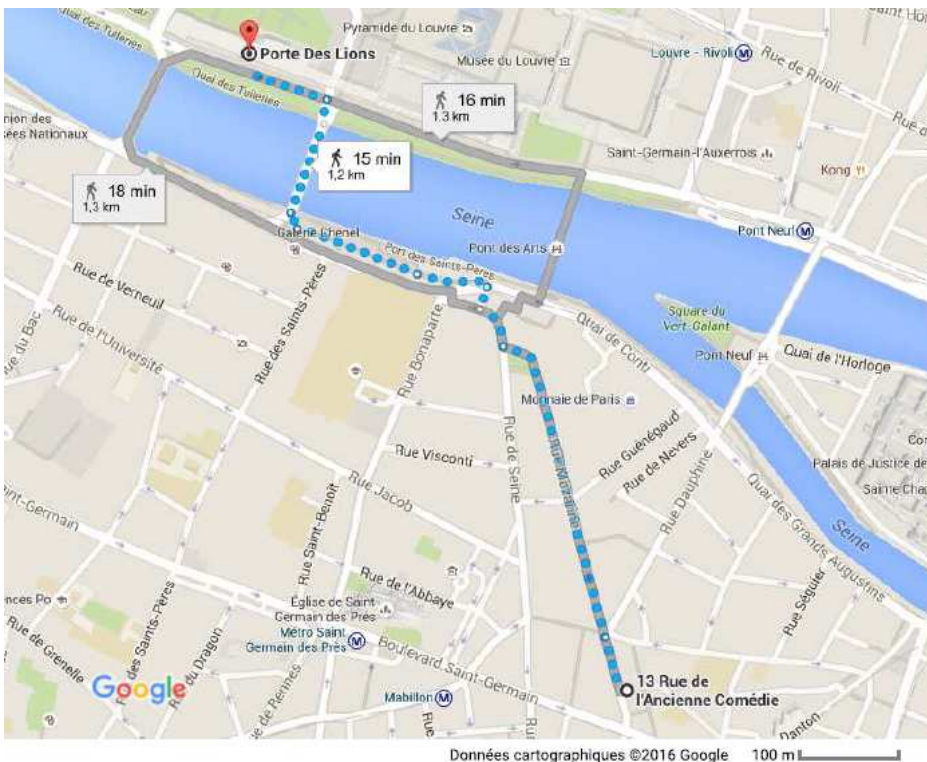 Quai des Tuileries
Pyramide du Louvre
Porte Des Lions
Musée du Louvre
Louvre - Rivoli
Rue de Rivoli
Quai des Tuileries
16 min
1.3 km
15 min
1,2 km
18 min
1,3 km
Saint-Germain-l'Auxerrois
Kong
Seine
Pont Neuf
Pont des Arts
Port des Saints-Pères
Rue de Verneuil
Rue de l'Université
Rue des Saints-Pères
Rue du Bac
Rue Bonaparte
Square du
Vert-Galant
Quai de Conti
Pont Neuf
Quai de l'Horloge
Monnaie de Paris
Rue Guénégaud
Rue de Nevers
Rue Dauphine
Rue Visconti
Rue de Seine
Rue Mazarine
Rue Jacob
Palais de Justice de
Quai des Grands Augustins
Seine
Rue Saint-Benoît
Rue de l'Abbaye
Rue Séguier
Église de Saint
Germain des Prés
Métro Saint
Germain des Prés
Boulevard Saint-Germain
Rue de Grenelle
Rue du Dragon
des Saints-Pères
de Rennes
Mabillon
13 Rue de
l'Ancienne Comédie
Danton
Google
Données cartographiques ©2016 Google 100 m